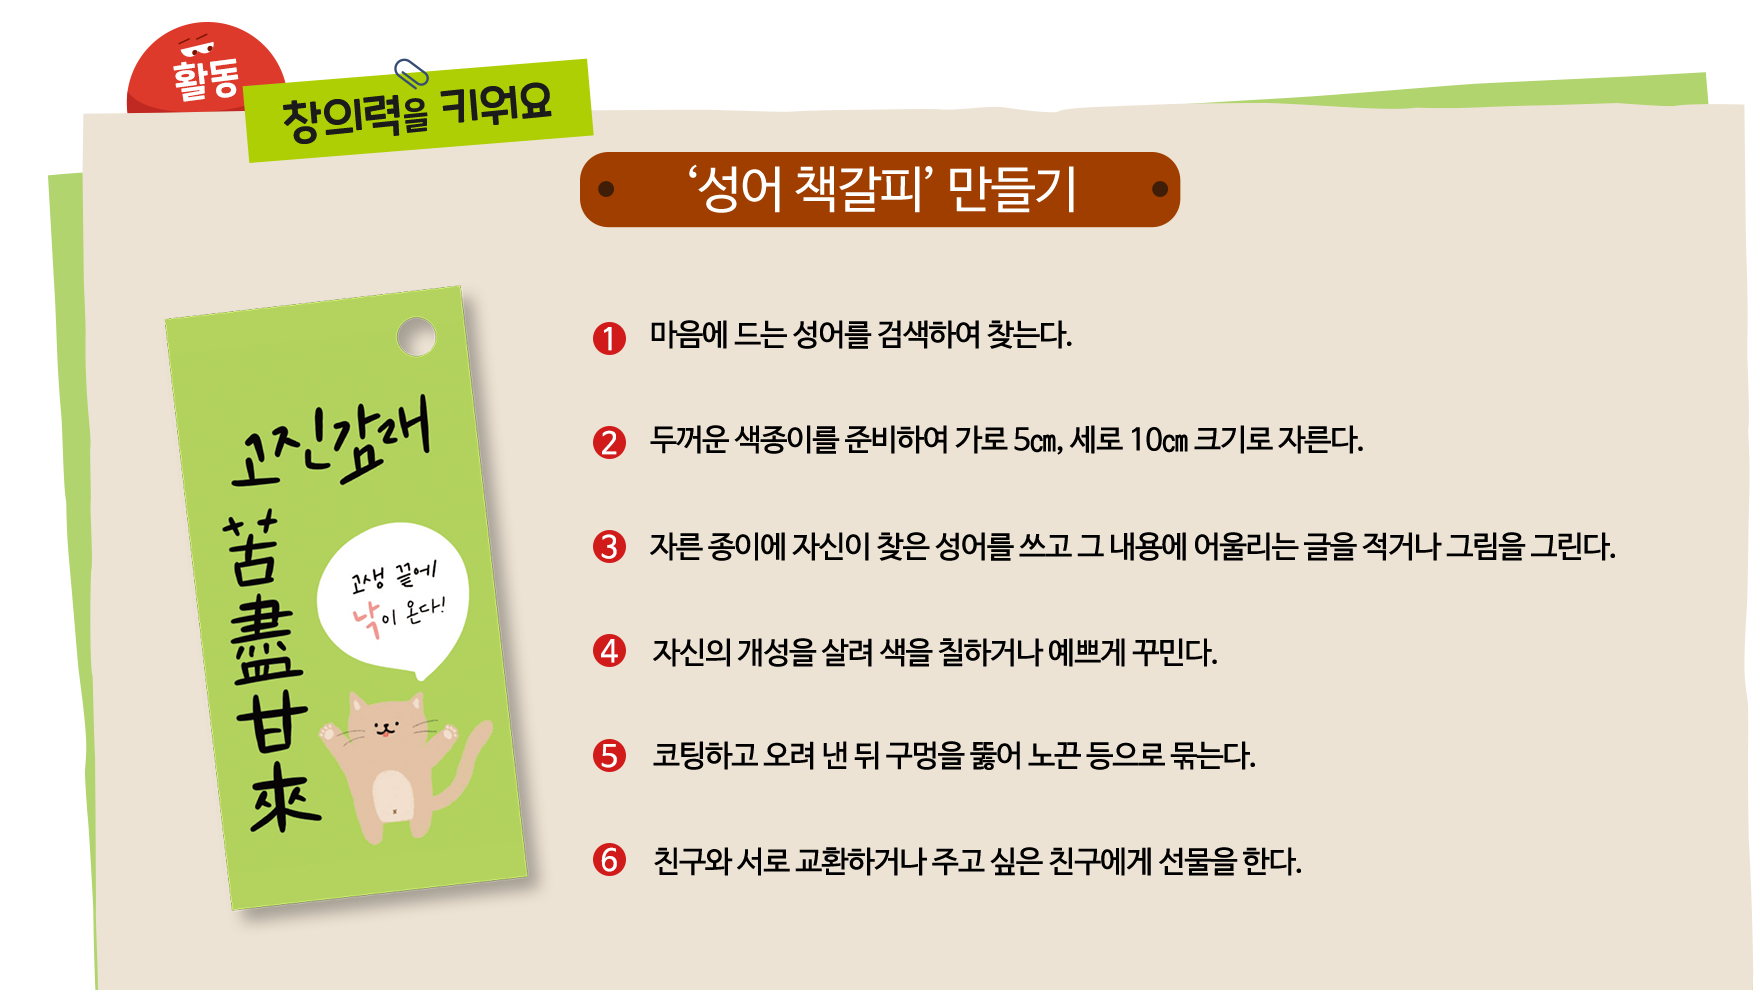 활동
창의력을 키워요
‘성어 책갈피’ 만들기
고진감래
苦盡甘來
고생 끝에
낙이 온다!
1 마음에 드는 성어를 검색하여 찾는다.
2 두꺼운 색종이를 준비하여 가로 5㎝, 세로 10㎝ 크기로 자른다.
3 자른 종이에 자신이 찾은 성어를 쓰고 그 내용에 어울리는 글을 적거나 그림을 그린다.
4 자신의 개성을 살려 색을 칠하거나 예쁘게 꾸민다.
5 코팅하고 오려 낸 뒤 구멍을 뚫어 노끈 등으로 묶는다.
6 친구와 서로 교환하거나 주고 싶은 친구에게 선물을 한다.